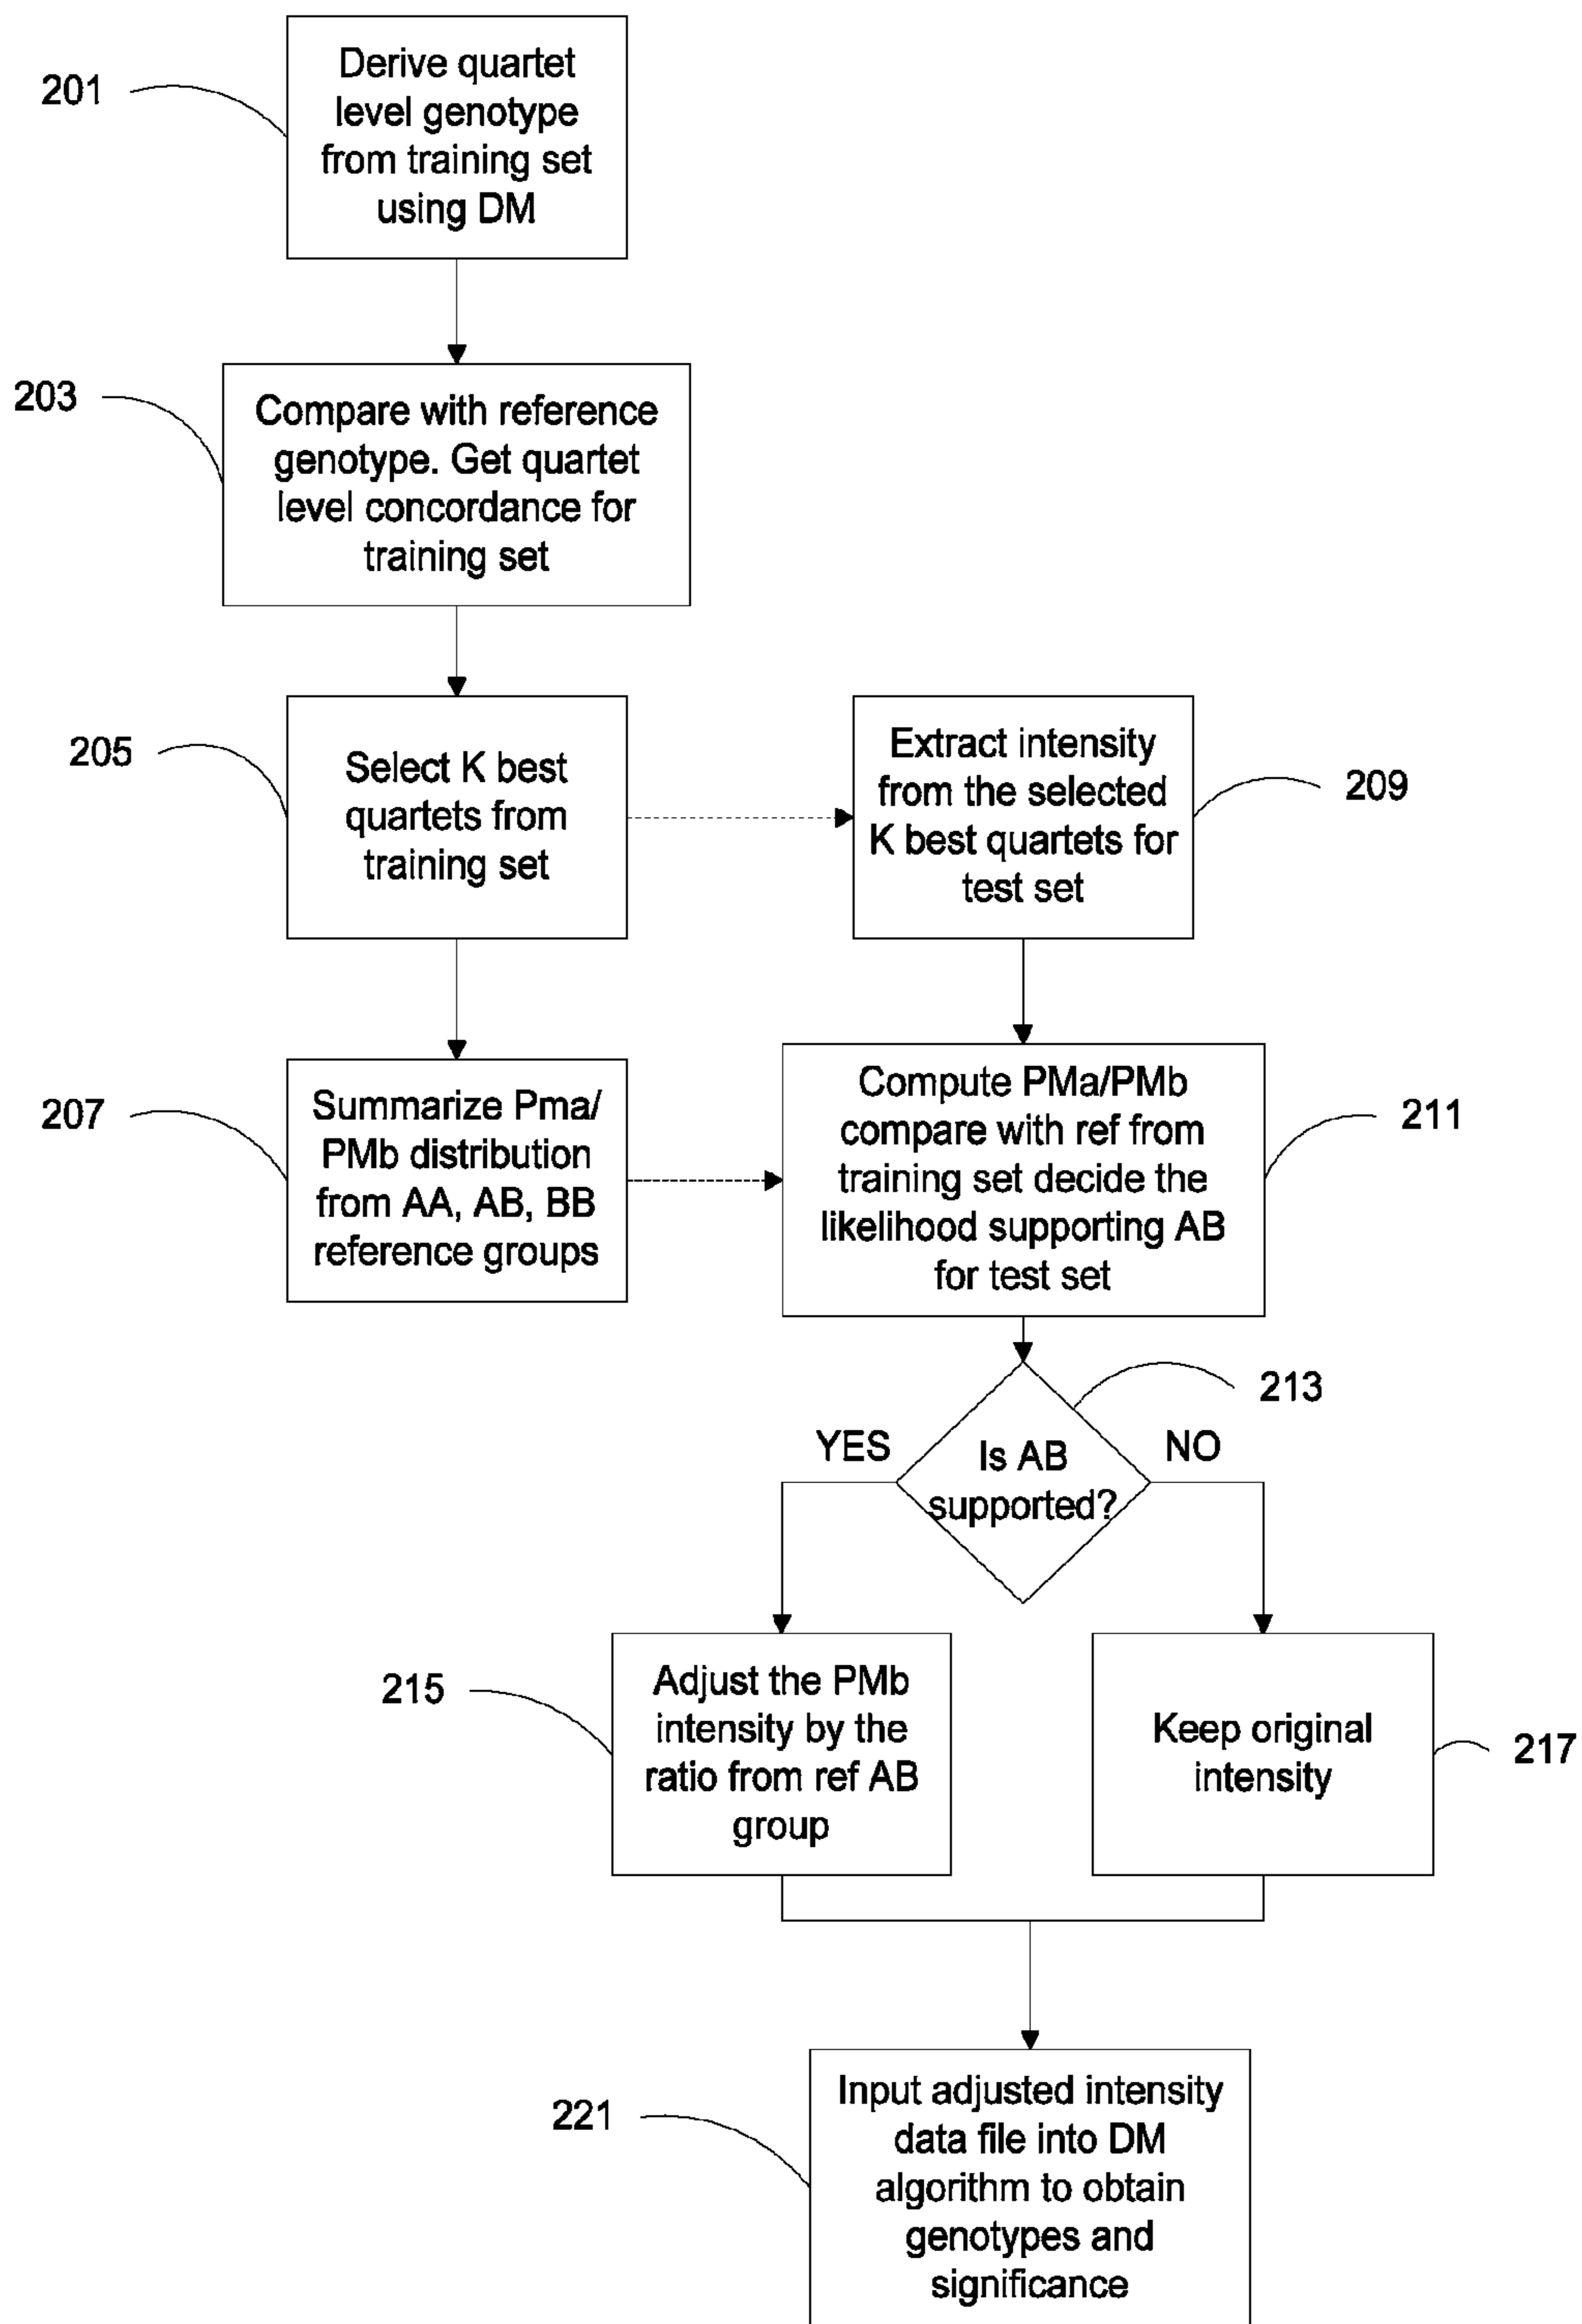 201
Derive quartet
level genotype
from training set
using DM
203
Compare with reference
genotype. Get quartet
level concordance for
training set
205
Select K best
quartets from
training set
Extract intensity
from the selected
K best quartets for
test set
209
207
Summarize Pma/
PMb distribution
from AA, AB, BB
reference groups
Compute PMa/PMb
compare with ref from
training set decide the
likelihood supporting AB
for test set
211
213
YES
Is AB
supported?
NO
215
Adjust the PMb
intensity by the
ratio from ref AB
group
Keep original
intensity
217
221
Input adjusted intensity
data file into DM
algorithm to obtain
genotypes and
significance